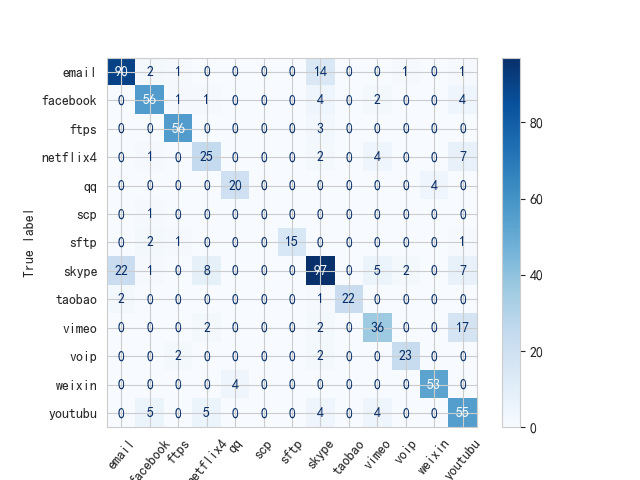 email 90 2 1 0 0 0 0 14 0 0 1 0 1
facebook 0 56 1 1 0 0 0 4 0 2 0 0 4
ftps 0 0 56 0 0 0 0 3 0 0 0 0 0
netflix4 0 1 0 25 0 0 0 2 0 4 0 0 7
qq 0 0 0 0 20 0 0 0 0 0 0 4 0
scp 0 1 0 0 0 0 0 0 0 0 0 0 0
sftp 0 2 1 0 0 0 15 0 0 0 0 0 1
skype 22 1 0 8 0 0 0 97 0 5 2 0 7
taobao 2 0 0 0 0 0 0 1 22 0 0 0 0
vimeo 0 0 0 2 0 0 0 2 0 36 0 0 17
voip 0 0 2 0 0 0 0 2 0 0 23 0 0
weixin 0 0 0 0 4 0 0 0 0 0 0 53 0
youtubu 0 5 0 5 0 0 0 4 0 4 0 0 55
True label
email facebook ftps netflix4 qq scp sftp skype taobao vimeo voip weixin youtubu
80
60
40
20
0